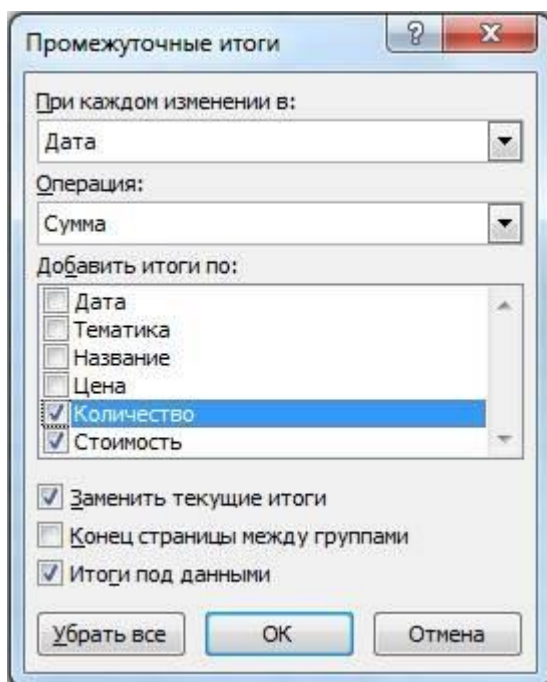 Промежуточные итоги
При каждом изменении в:
Дата
Операция:
Сумма
Добавить итоги по:
Дата
Тематика
Название
Цена
Количество
Стоимость
Заменить текущие итоги
Конец страницы между группами
Итоги под данными
Убрать все ОК Отмена